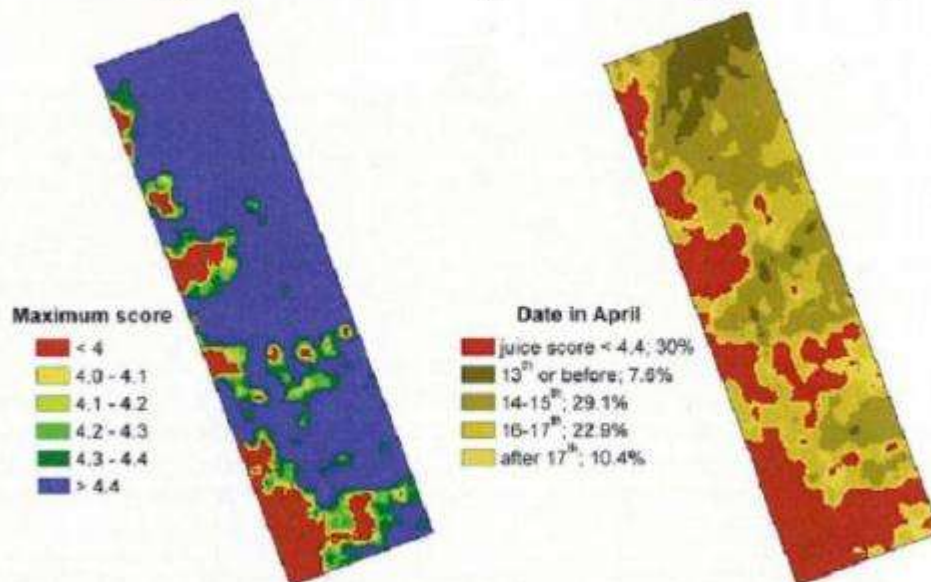 Maximum score
< 4
4.0 - 4.1
4.1 - 4.2
4.2 - 4.3
4.3 - 4.4
> 4.4
Date in April
juice score < 4.4; 30%
13th or before; 7.6%
14-15th; 29.1%
16-17th; 22.9%
after 17th; 10.4%